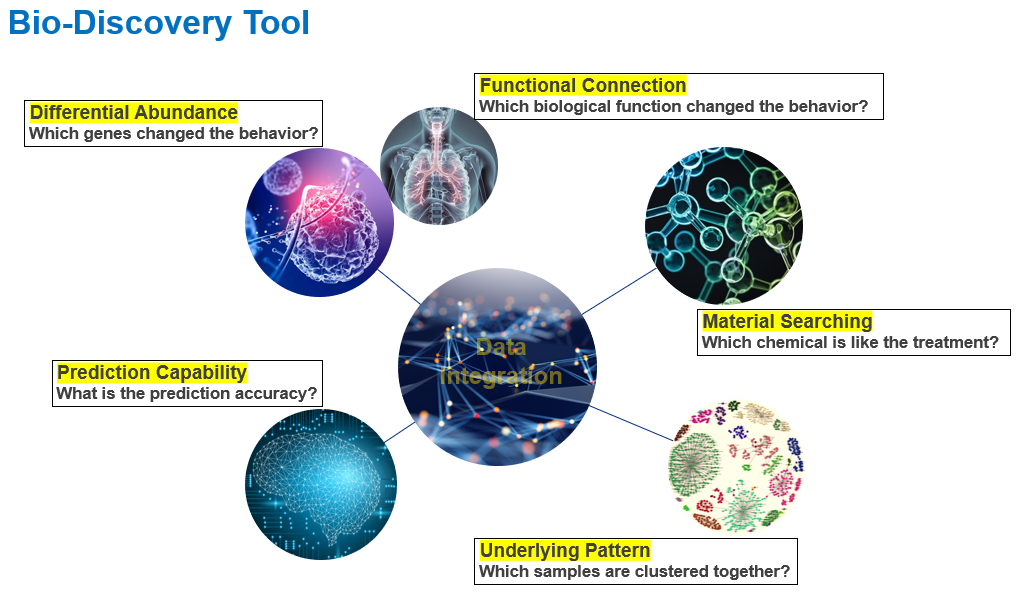 Bio-Discovery Tool
Functional Connection
Which biological function changed the behavior?
Differential Abundance
Which genes changed the behavior?
Material Searching
Which chemical is like the treatment?
Data
Integration
Prediction Capability
What is the prediction accuracy?
Underlying Pattern
Which samples are clustered together?